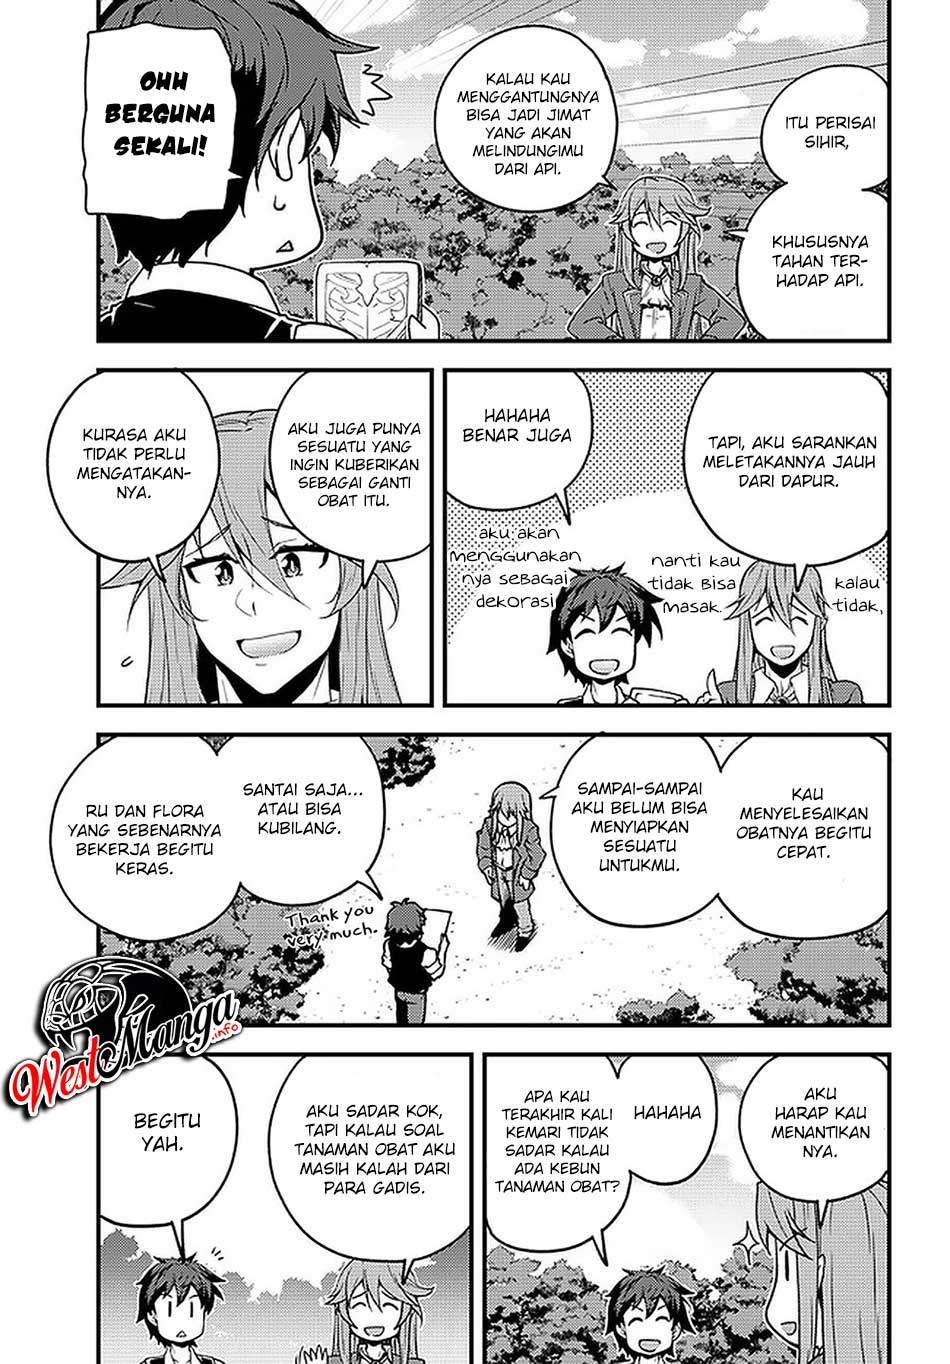 ITU PERISAI
SIHIR,
KHUSUSNYA
TAHAN TER-
HADAP API.
KALAU KAU
MENGGANTUNGNYA
BISA JADI JIMAT
YANG AKAN
MELINDUNGIMU
DARI API.
OHH
BERGUNA
SEKALI!
TAPI, AKU SARANKAN
MELETAKANNYA JAUH
DARI DAPUR.
kalau
tidak,
nanti kau
tidak bisa
masak.
HAHAHA
BENAR JUGA
aku akan
menggunakan
nya sebagai
dekorasi
AKU JUGA PUNYA
SESUATU YANG
INGIN KUBERIKAN
SEBAGAI GANTI
OBAT ITU.
KURASA AKU
TIDAK PERLU
MENGATAKAN-
NYA.
KAU
MENYELESAIKAN
OBATNYA BEGITU
CEPAT.
SAMPAI-SAMPAI
AKU BELUM BISA
MENYIAPKAN
SESUATU
UNTUKMU.
SANTAI SAJA...
ATAU BISA
KUBILANG.
RU DAN FLORA
YANG SEBENARNYA
BEKERJA BEGITU
KERAS.
Thank you
very much.
WestManga
.info
AKU
HARAP KAU
MENANTIKAN
NYA.
HAHAHA
APA KAU
TERAKHIR KALI
KEMARI TIDAK
SADAR KALAU
ADA KEBUN
TANAMAN OBAT?
AKU SADAR KOK,
TAPI KALAU SOAL
TANAMAN OBAT AKU
MASIH KALAH DARI
PARA GADIS.
BEGITU
YAH.